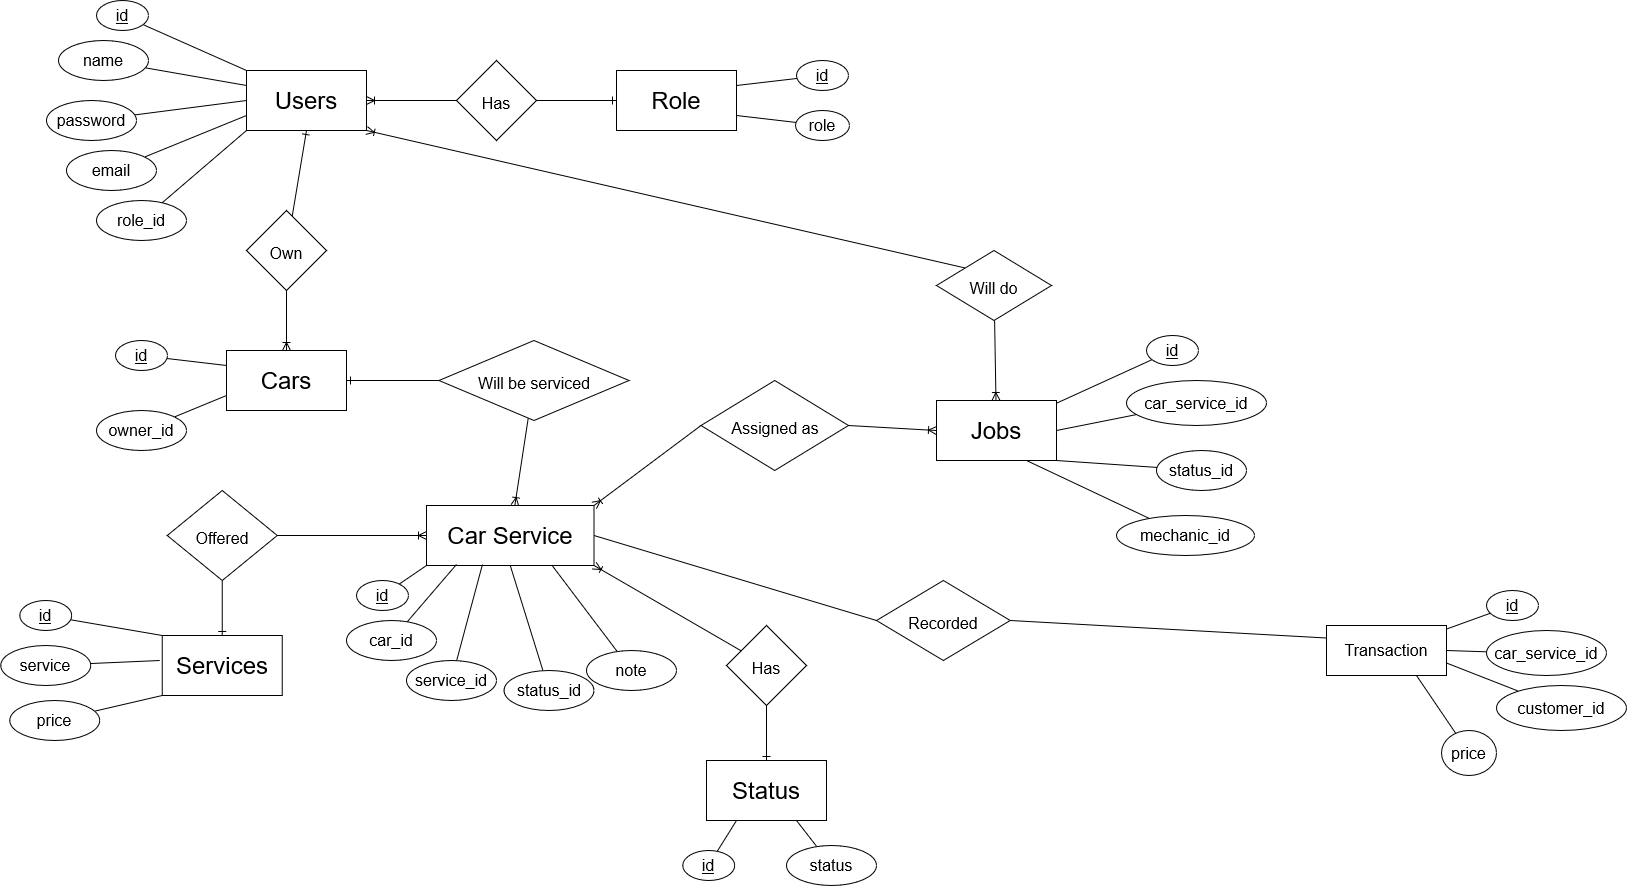 id
name
password
email
role_id
Users
Has
Role
id
role
Own
Will do
id
owner_id
Cars
Will be serviced
Assigned as
Jobs
id
car_service_id
status_id
mechanic_id
Offered
Car Service
id
car_id
service_id
status_id
note
id
service
price
Services
Recorded
Transaction
id
car_service_id
customer_id
price
Has
Status
id
status